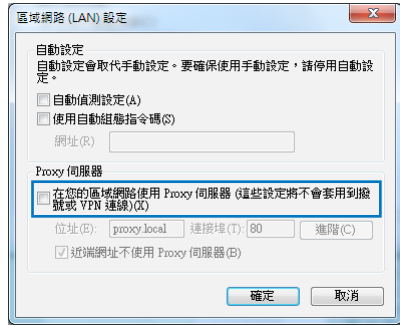 區域網路 (LAN) 設定
自動設定
自動設定會取代手動設定。要確保使用手動設定，請停用自動設
定。
自動偵測設定(A)
使用自動組態指令碼(S)
網址(R)
Proxy 伺服器
在您的區域網路使用 Proxy 伺服器 (這些設定將不會套用到撥
號或 VPN 連線)(X)
位址(E): proxy.local 連接埠(T): 80 進階(C)
近端網址不使用 Proxy 伺服器(B)
確定 取消